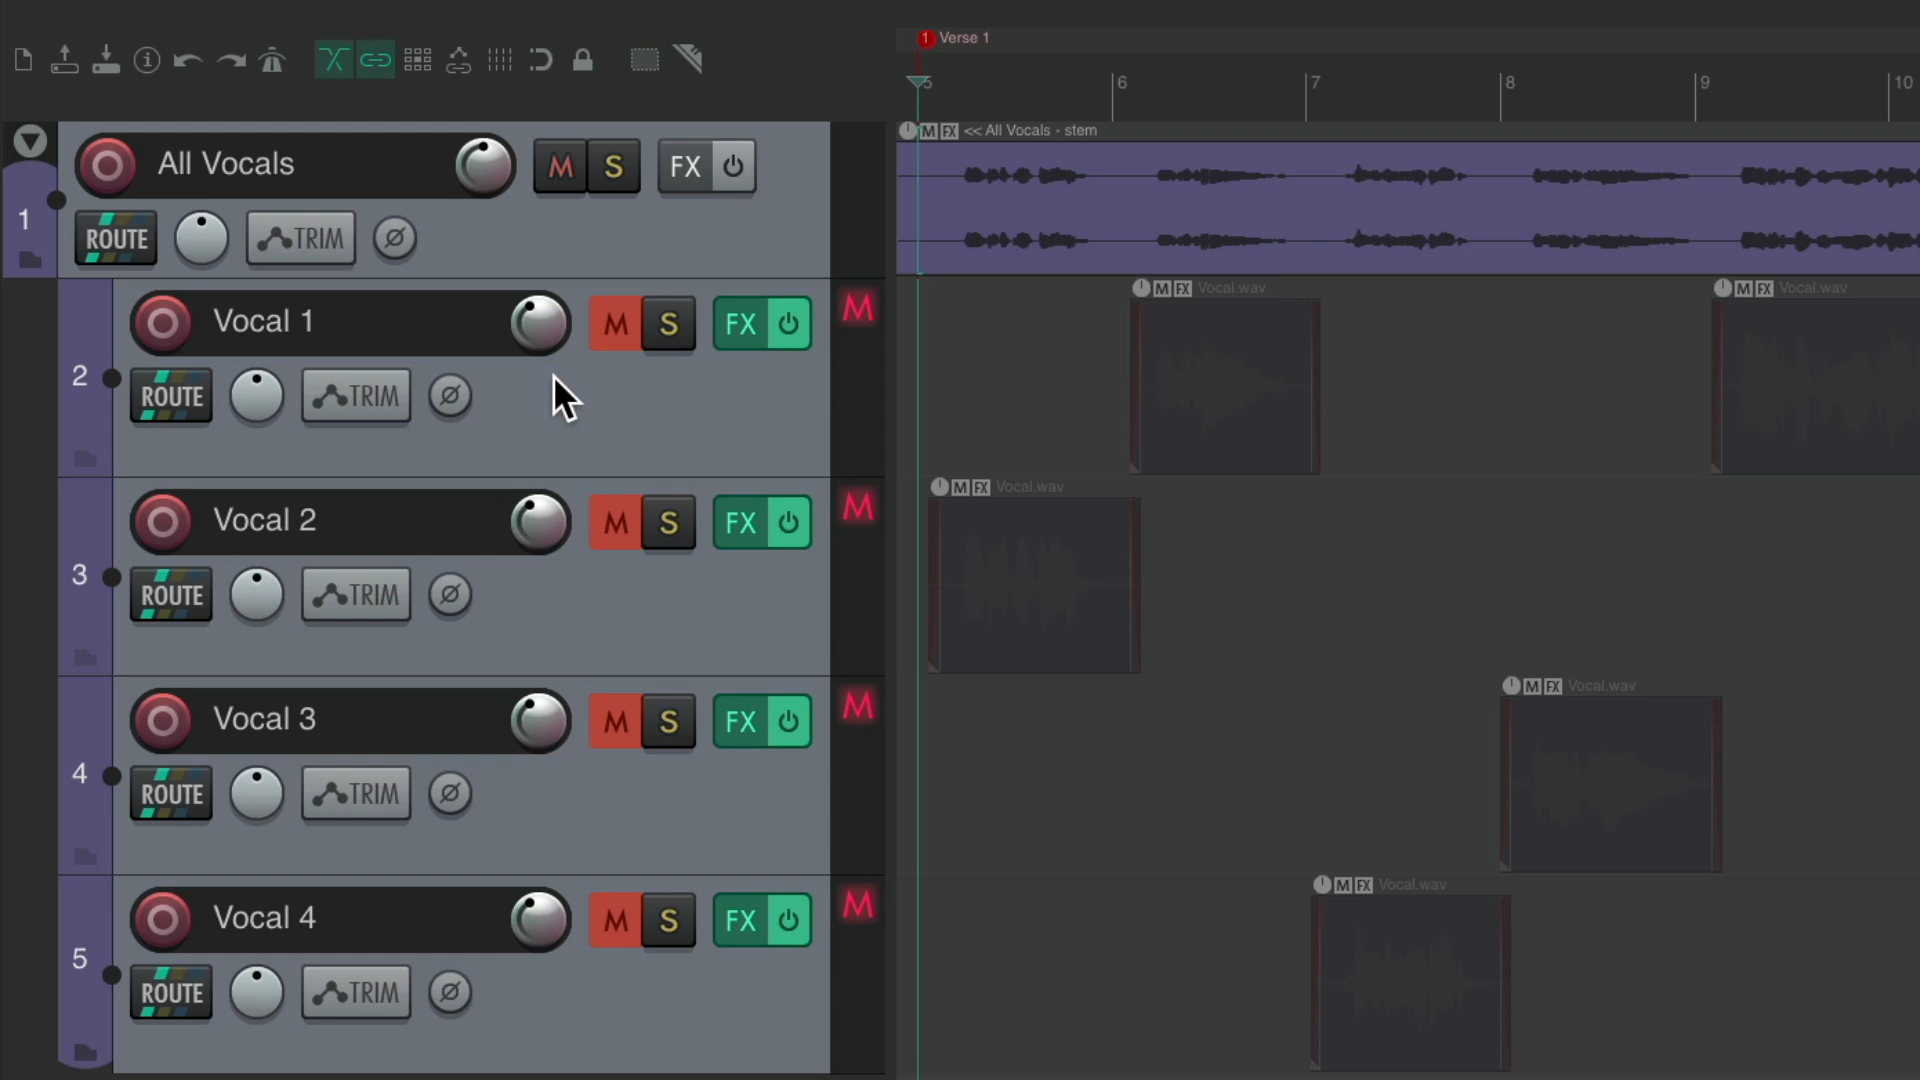 1 Verse 1
5 6 7 8 9 10
M FX << All Vocals - stem
1
All Vocals M S FX
ROUTE TRIM
2
Vocal 1 M S FX M
ROUTE TRIM
M FX Vocal.wav M FX Vocal.wav
3
Vocal 2 M S FX M
ROUTE TRIM
M FX Vocal.wav
4
Vocal 3 M S FX M
ROUTE TRIM
M FX Vocal.wav
5
Vocal 4 M S FX M
ROUTE TRIM
M FX Vocal.wav